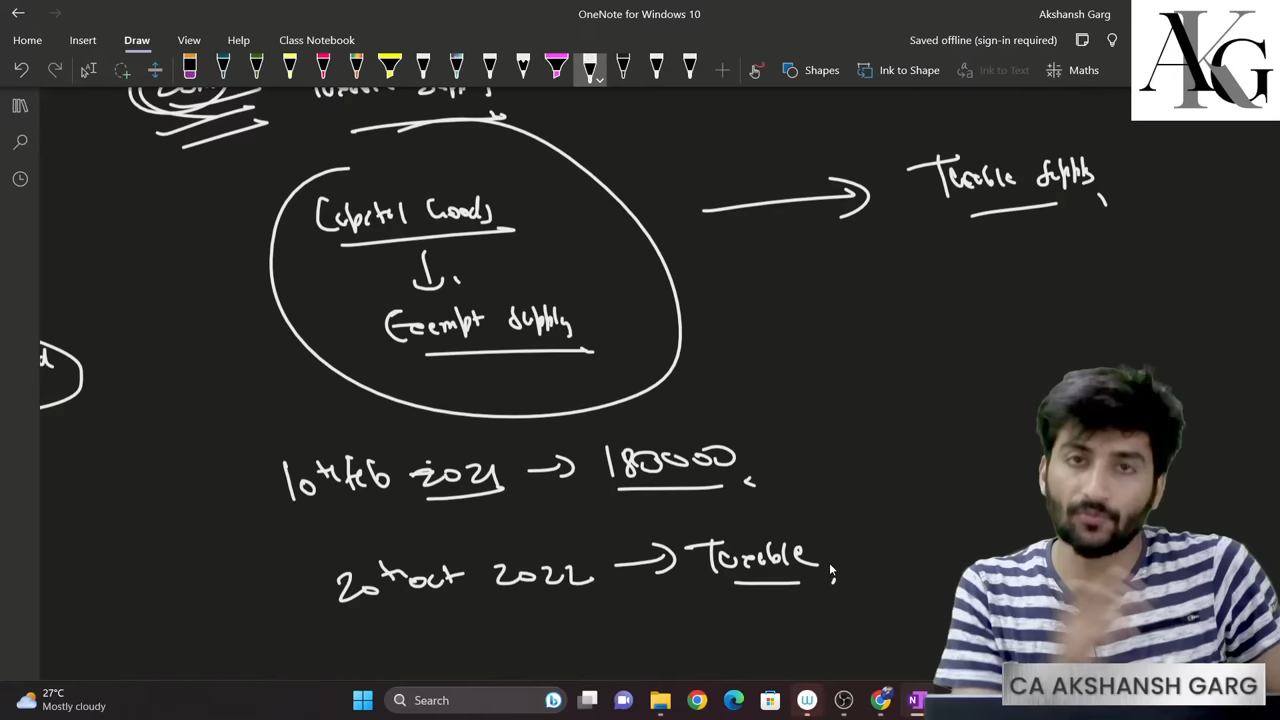 OneNote for Windows 10
Akshansh Garg
Home Insert Draw View Help Class Notebook
Saved offline (sign-in required)
Shapes Ink to Shape Ink to Text Maths
AKG
Taxable Supply
Capital Goods
Exempt Supply
10th Feb 2021 → 180000
20th Oct 2022 → Taxable
CA AKSHANSH GARG
27°C
Mostly cloudy
Search